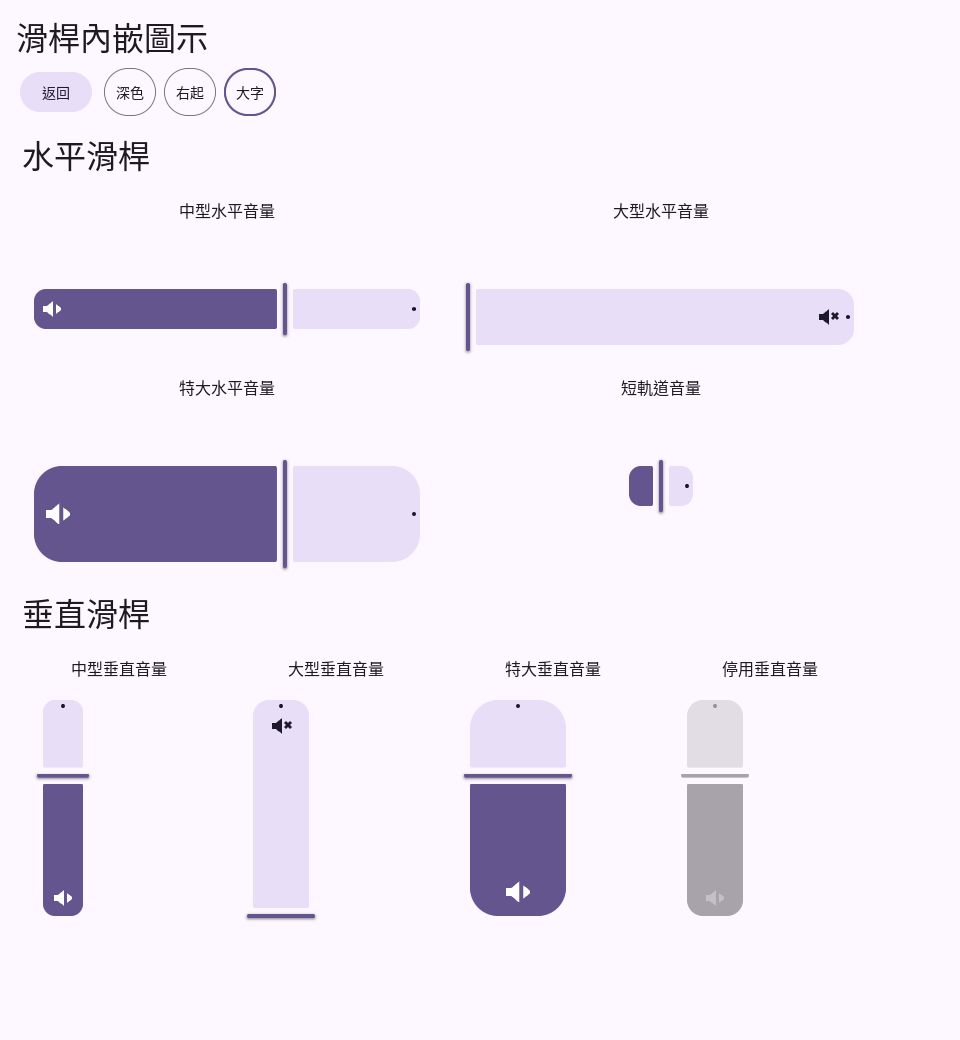 滑桿內嵌圖示
返回 深色 右起 大字
水平滑桿
中型水平音量 大型水平音量
特大水平音量 短軌道音量
垂直滑桿
中型垂直音量 大型垂直音量 特大垂直音量 停用垂直音量